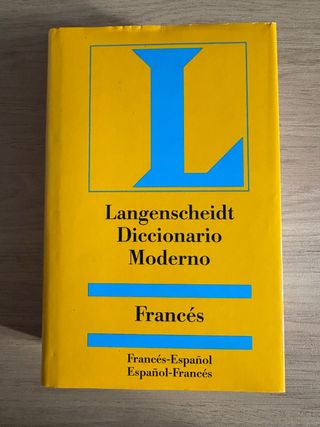 L
Langenscheidt
Diccionario
Moderno
Francés
Francés-Español
Español-Francés